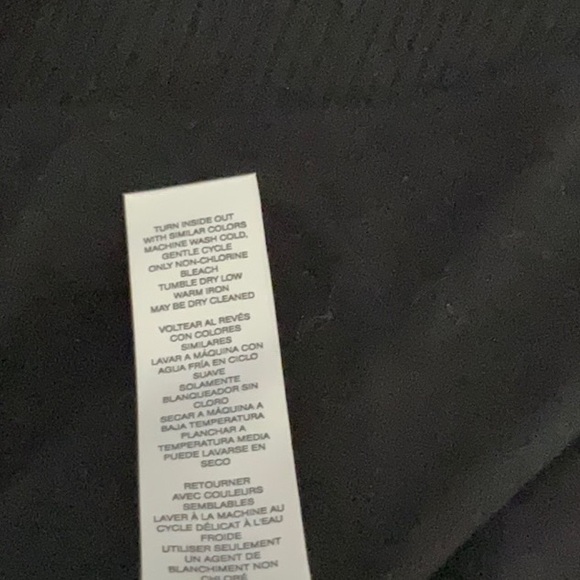 TURN INSIDE OUT
WITH SIMILAR COLORS
MACHINE WASH COLD,
GENTLE CYCLE
ONLY NON-CHLORINE
BLEACH
TUMBLE DRY LOW
WARM IRON
MAY BE DRY CLEANED
VOLTEAR AL REVÉS
CON COLORES
SIMILARES
LAVAR A MÁQUINA CON
AGUA FRÍA EN CICLO
SUAVE
SOLAMENTE
BLANQUEADOR SIN
CLORO
SECAR A MÁQUINA A
BAJA TEMPERATURA
PLANCHAR A
TEMPERATURA MEDIA
PUEDE LAVARSE EN
SECO
RETOURNER
AVEC COULEURS
SEMBLABLES
LAVER À LA MACHINE AU
CYCLE DÉLICAT À L'EAU
FROIDE
UTILISER SEULEMENT
UN AGENT DE
BLANCHIMENT NON
CHLORÉ